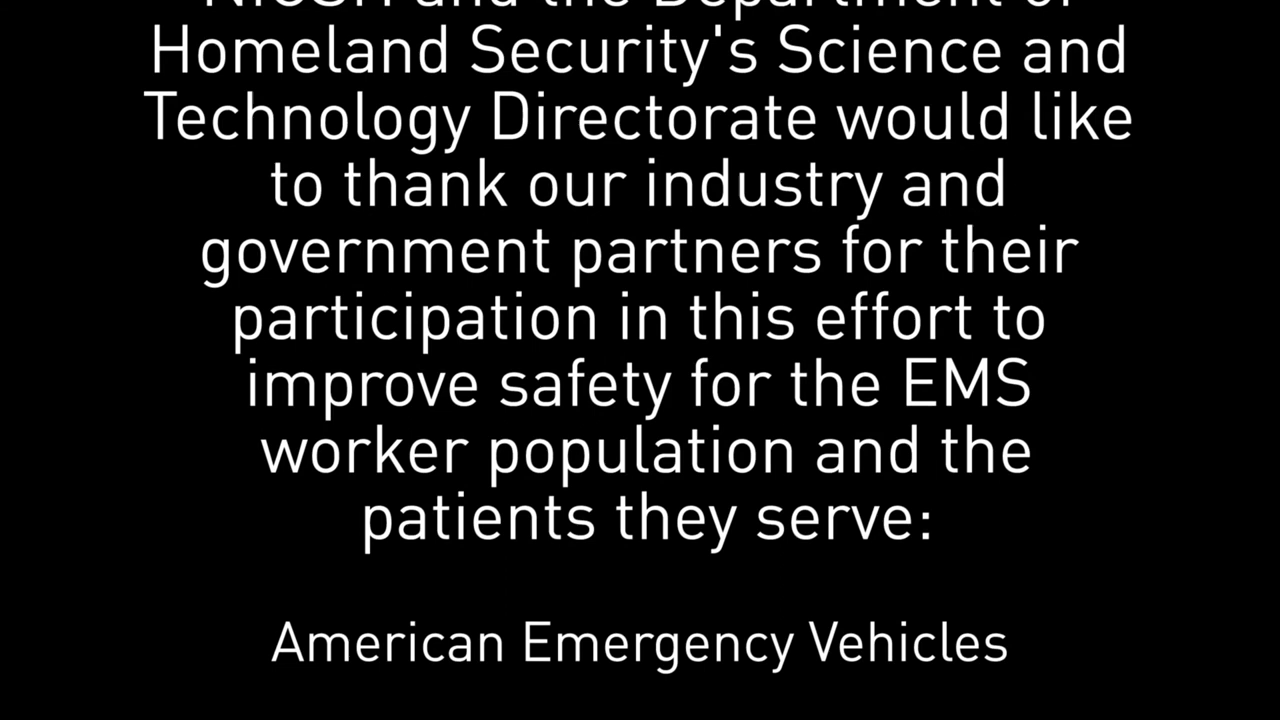 NIOSH and the Department of
Homeland Security's Science and
Technology Directorate would like
to thank our industry and
government partners for their
participation in this effort to
improve safety for the EMS
worker population and the
patients they serve:
American Emergency Vehicles